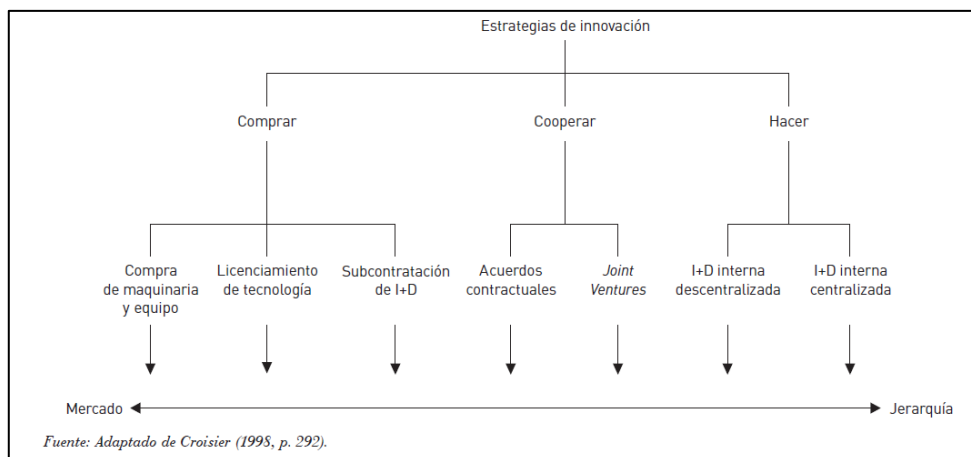 Estrategias de innovación
Comprar
Cooperar
Hacer
Compra
de maquinaria
y equipo
Licenciamiento
de tecnología
Subcontratación
de I+D
Acuerdos
contractuales
Joint
Ventures
I+D interna
descentralizada
I+D interna
centralizada
Mercado
Jerarquía
Fuente: Adaptado de Croisier (1998, p. 292).